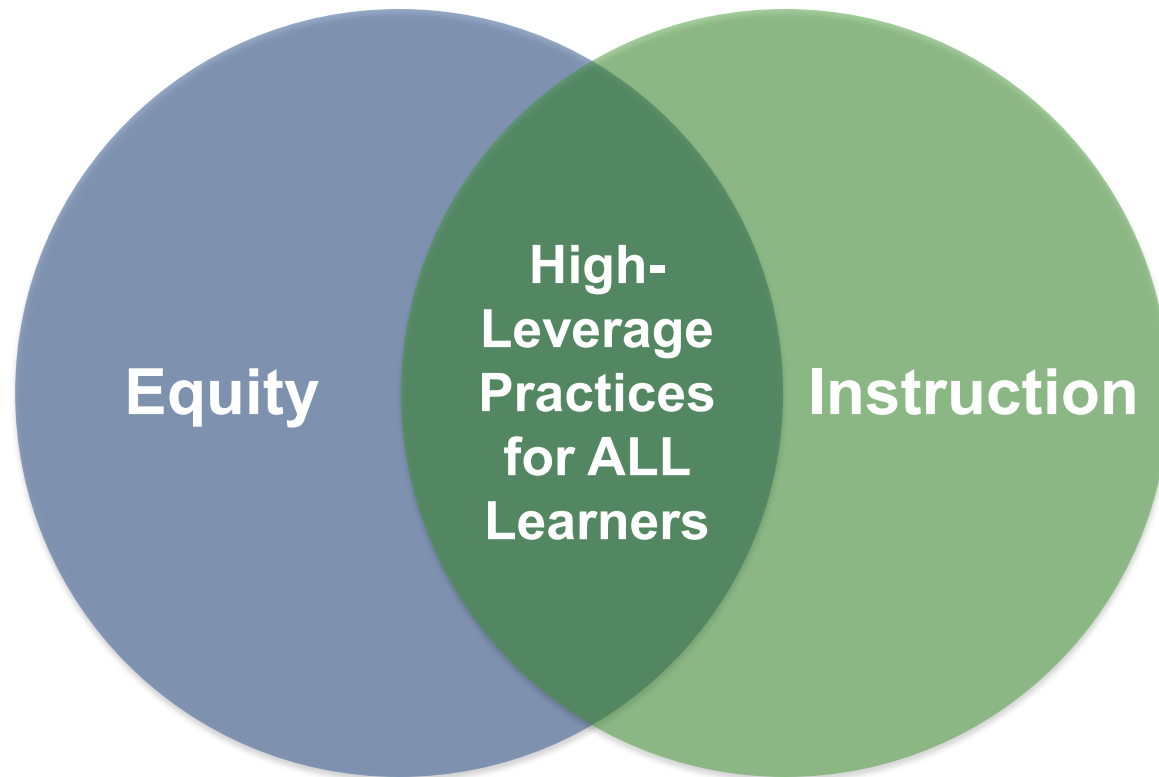 Equity
High-
Leverage
Practices
for ALL
Learners
Instruction